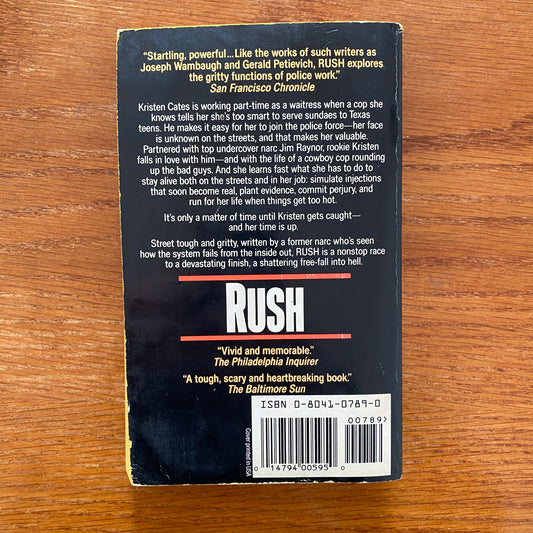 “Startling, powerful...Like the works of such writers as
Joseph Wambaugh and Gerald Petievich, RUSH explores
the gritty functions of police work.”
San Francisco Chronicle
Kristen Cates is working part-time as a waitress when a cop she
knows tells her she's too smart to serve sundaes to Texas
teens. He makes it easy for her to join the police force—her face
is unknown on the streets, and that makes her valuable.
Partnered with top undercover narc Jim Raynor, rookie Kristen
falls in love with him—and with the life of a cowboy cop rounding
up the bad guys. And she learns fast what she has to do to
stay alive both on the streets and in her job: simulate injections
that soon become real, plant evidence, commit perjury, and
run for her life when things get too hot.
It's only a matter of time until Kristen gets caught—
and her time is up.
Street tough and gritty, written by a former narc who's seen
how the system fails from the inside out, RUSH is a nonstop race
to a devastating finish, a shattering free-fall into hell.
RUSH
“Vivid and memorable.”
The Philadelphia Inquirer
“A tough, scary and heartbreaking book.”
The Baltimore Sun
ISBN 0-8041-0789-0
00789>
0 14794 00595 0
Cover printed in USA